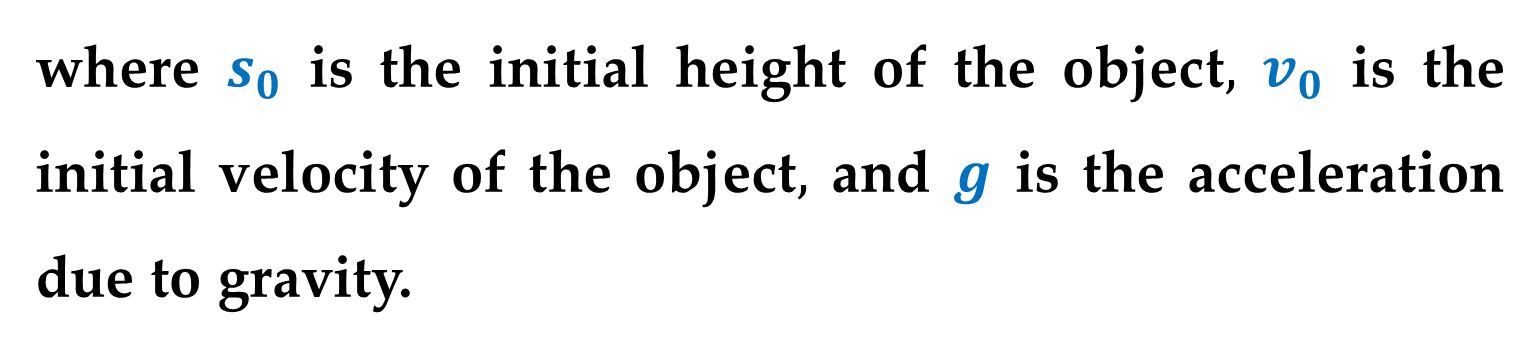 where s₀ is the initial height of the object, v₀ is the
initial velocity of the object, and g is the acceleration
due to gravity.